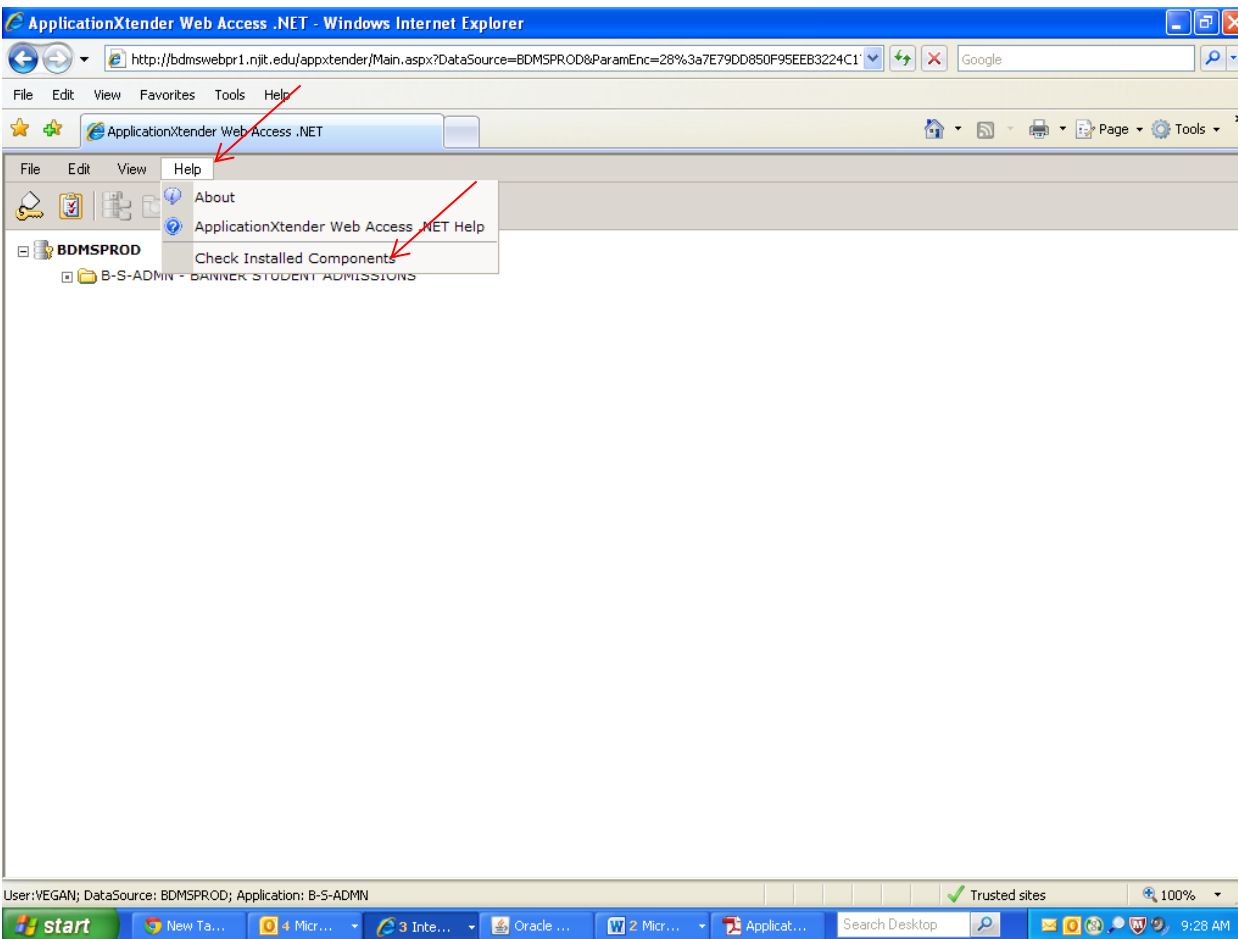 ApplicationXtender Web Access .NET - Windows Internet Explorer
http://bdmswebpr1.njit.edu/appxtender/Main.aspx?DataSource=BDMSPROD&ParamEnc=28%3a7E79DD850F95EEB3224C1
Google
File Edit View Favorites Tools Help
ApplicationXtender Web Access .NET
Page Tools
File Edit View Help
About
ApplicationXtender Web Access .NET Help
BDMSPROD
Check Installed Components
B-S-ADMN - BANNER STUDENT ADMISSIONS
User:VEGAN; DataSource: BDMSPROD; Application: B-S-ADMN
Trusted sites
100%
start
New Ta...
4 Micr...
3 Inte...
Oracle ...
2 Micr...
Applicat...
Search Desktop
9:28 AM